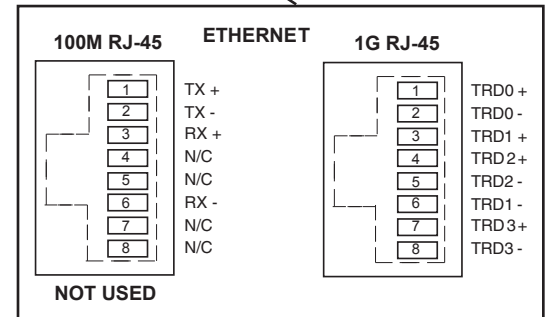 ETHERNET
100M RJ-45
1 TX +
2 TX -
3 RX +
4 N/C
5 N/C
6 RX -
7 N/C
8 N/C
NOT USED
1G RJ-45
1 TRD0 +
2 TRD0 -
3 TRD1 +
4 TRD2+
5 TRD2 -
6 TRD1 -
7 TRD3+
8 TRD3 -